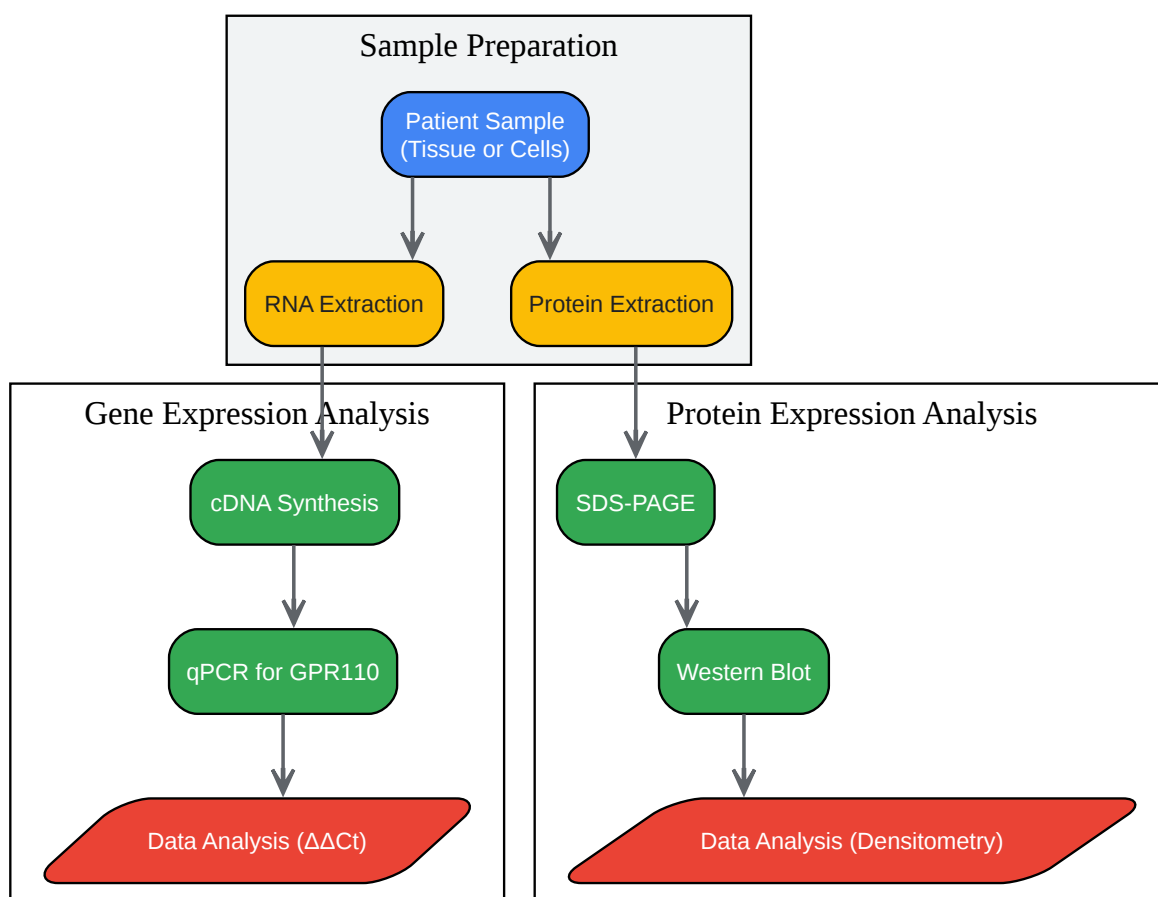 Sample Preparation
Patient Sample
(Tissue or Cells)
RNA Extraction
Protein Extraction
Gene Expression Analysis
cDNA Synthesis
qPCR for GPR110
Data Analysis (ΔΔCt)
Protein Expression Analysis
SDS-PAGE
Western Blot
Data Analysis (Densitometry)